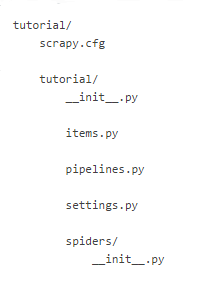 tutorial/
scrapy.cfg
tutorial/
__init__.py
items.py
pipelines.py
settings.py
spiders/
__init__.py